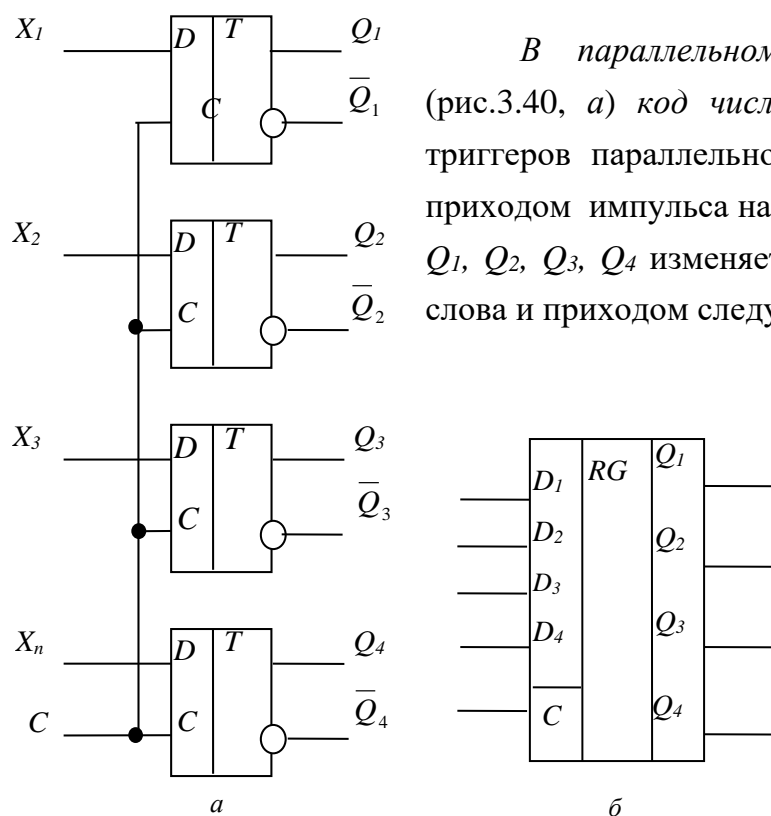 X1 D T Q1
C Q̅1
X2 D T Q2
C Q̅2
X3 D T Q3
C Q̅3
Xn D T Q4
C C Q̅4
а
В параллельном
(рис.3.40, а) код числ
триггеров параллельно
приходом импульса на
Q1, Q2, Q3, Q4 изменяет
слова и приходом следу
D1 RG Q1
D2 Q2
D3
D4 Q3
C̅ Q4
б